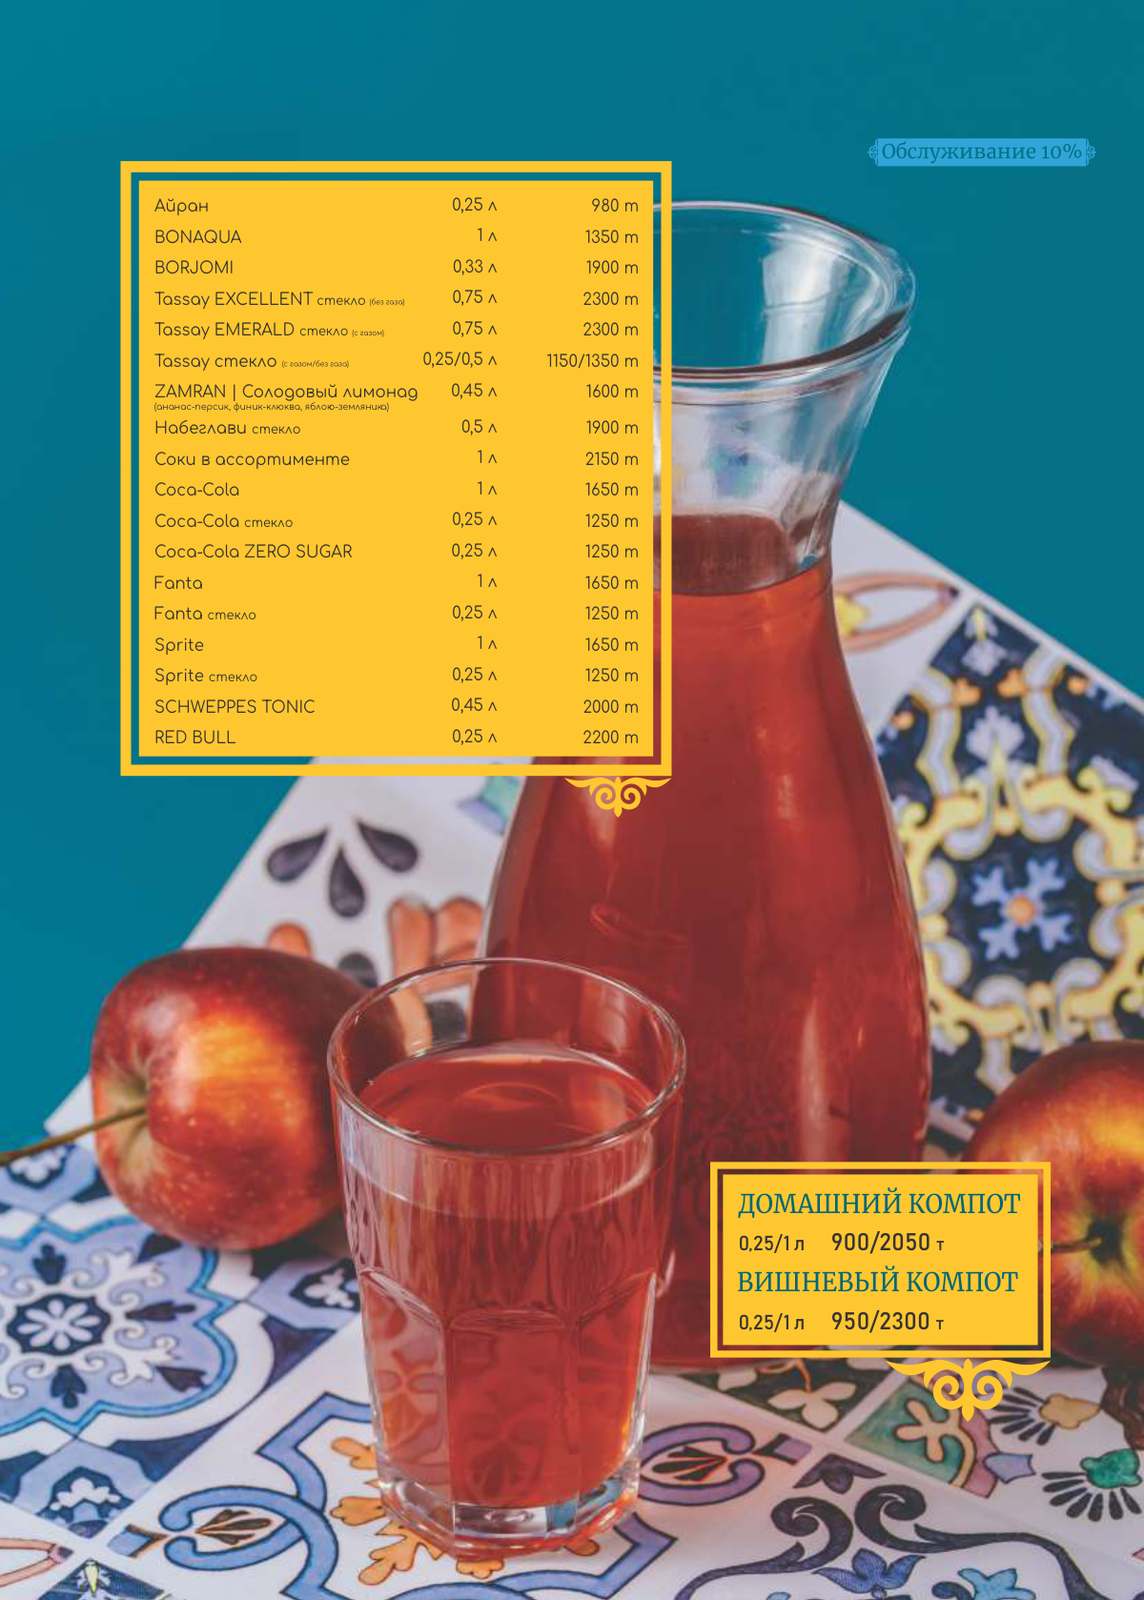 Обслуживание 10%
Айран 0,25 л 980 т
BONAQUA 1 л 1350 т
BORJOMI 0,33 л 1900 т
Tassay EXCELLENT стекло (без газа) 0,75 л 2300 т
Tassay EMERALD стекло (с газом) 0,75 л 2300 т
Tassay стекло (с газом/без газа) 0,25/0,5 л 1150/1350 т
ZAMRAN | Солодовый лимонад 0,45 л 1600 т
(ананас-персик, финик-клюква, яблоко-земляника)
Набеглави стекло 0,5 л 1900 т
Соки в ассортименте 1 л 2150 т
Coca-Cola 1 л 1650 т
Coca-Cola стекло 0,25 л 1250 т
Coca-Cola ZERO SUGAR 0,25 л 1250 т
Fanta 1 л 1650 т
Fanta стекло 0,25 л 1250 т
Sprite 1 л 1650 т
Sprite стекло 0,25 л 1250 т
SCHWEPPES TONIC 0,45 л 2000 т
RED BULL 0,25 л 2200 т
ДОМАШНИЙ КОМПОТ
0,25/1 л 900/2050 т
ВИШНЕВЫЙ КОМПОТ
0,25/1 л 950/2300 т